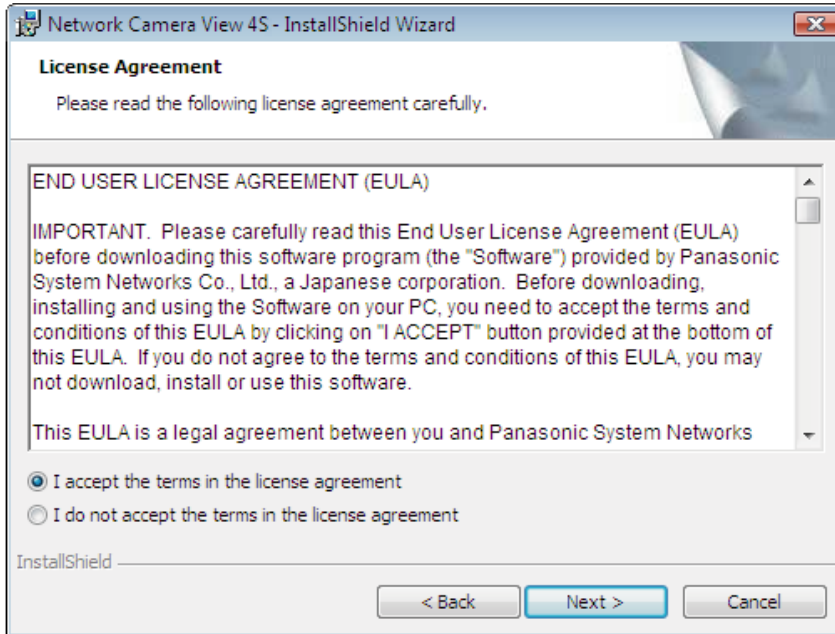 Network Camera View 4S - InstallShield Wizard
License Agreement
Please read the following license agreement carefully.
END USER LICENSE AGREEMENT (EULA)
IMPORTANT.  Please carefully read this End User License Agreement (EULA)
before downloading this software program (the "Software") provided by Panasonic
System Networks Co., Ltd., a Japanese corporation.  Before downloading,
installing and using the Software on your PC, you need to accept the terms and
conditions of this EULA by clicking on "I ACCEPT" button provided at the bottom of
this EULA.  If you do not agree to the terms and conditions of this EULA, you may
not download, install or use this software.
This EULA is a legal agreement between you and Panasonic System Networks
I accept the terms in the license agreement
I do not accept the terms in the license agreement
InstallShield
< Back
Next >
Cancel